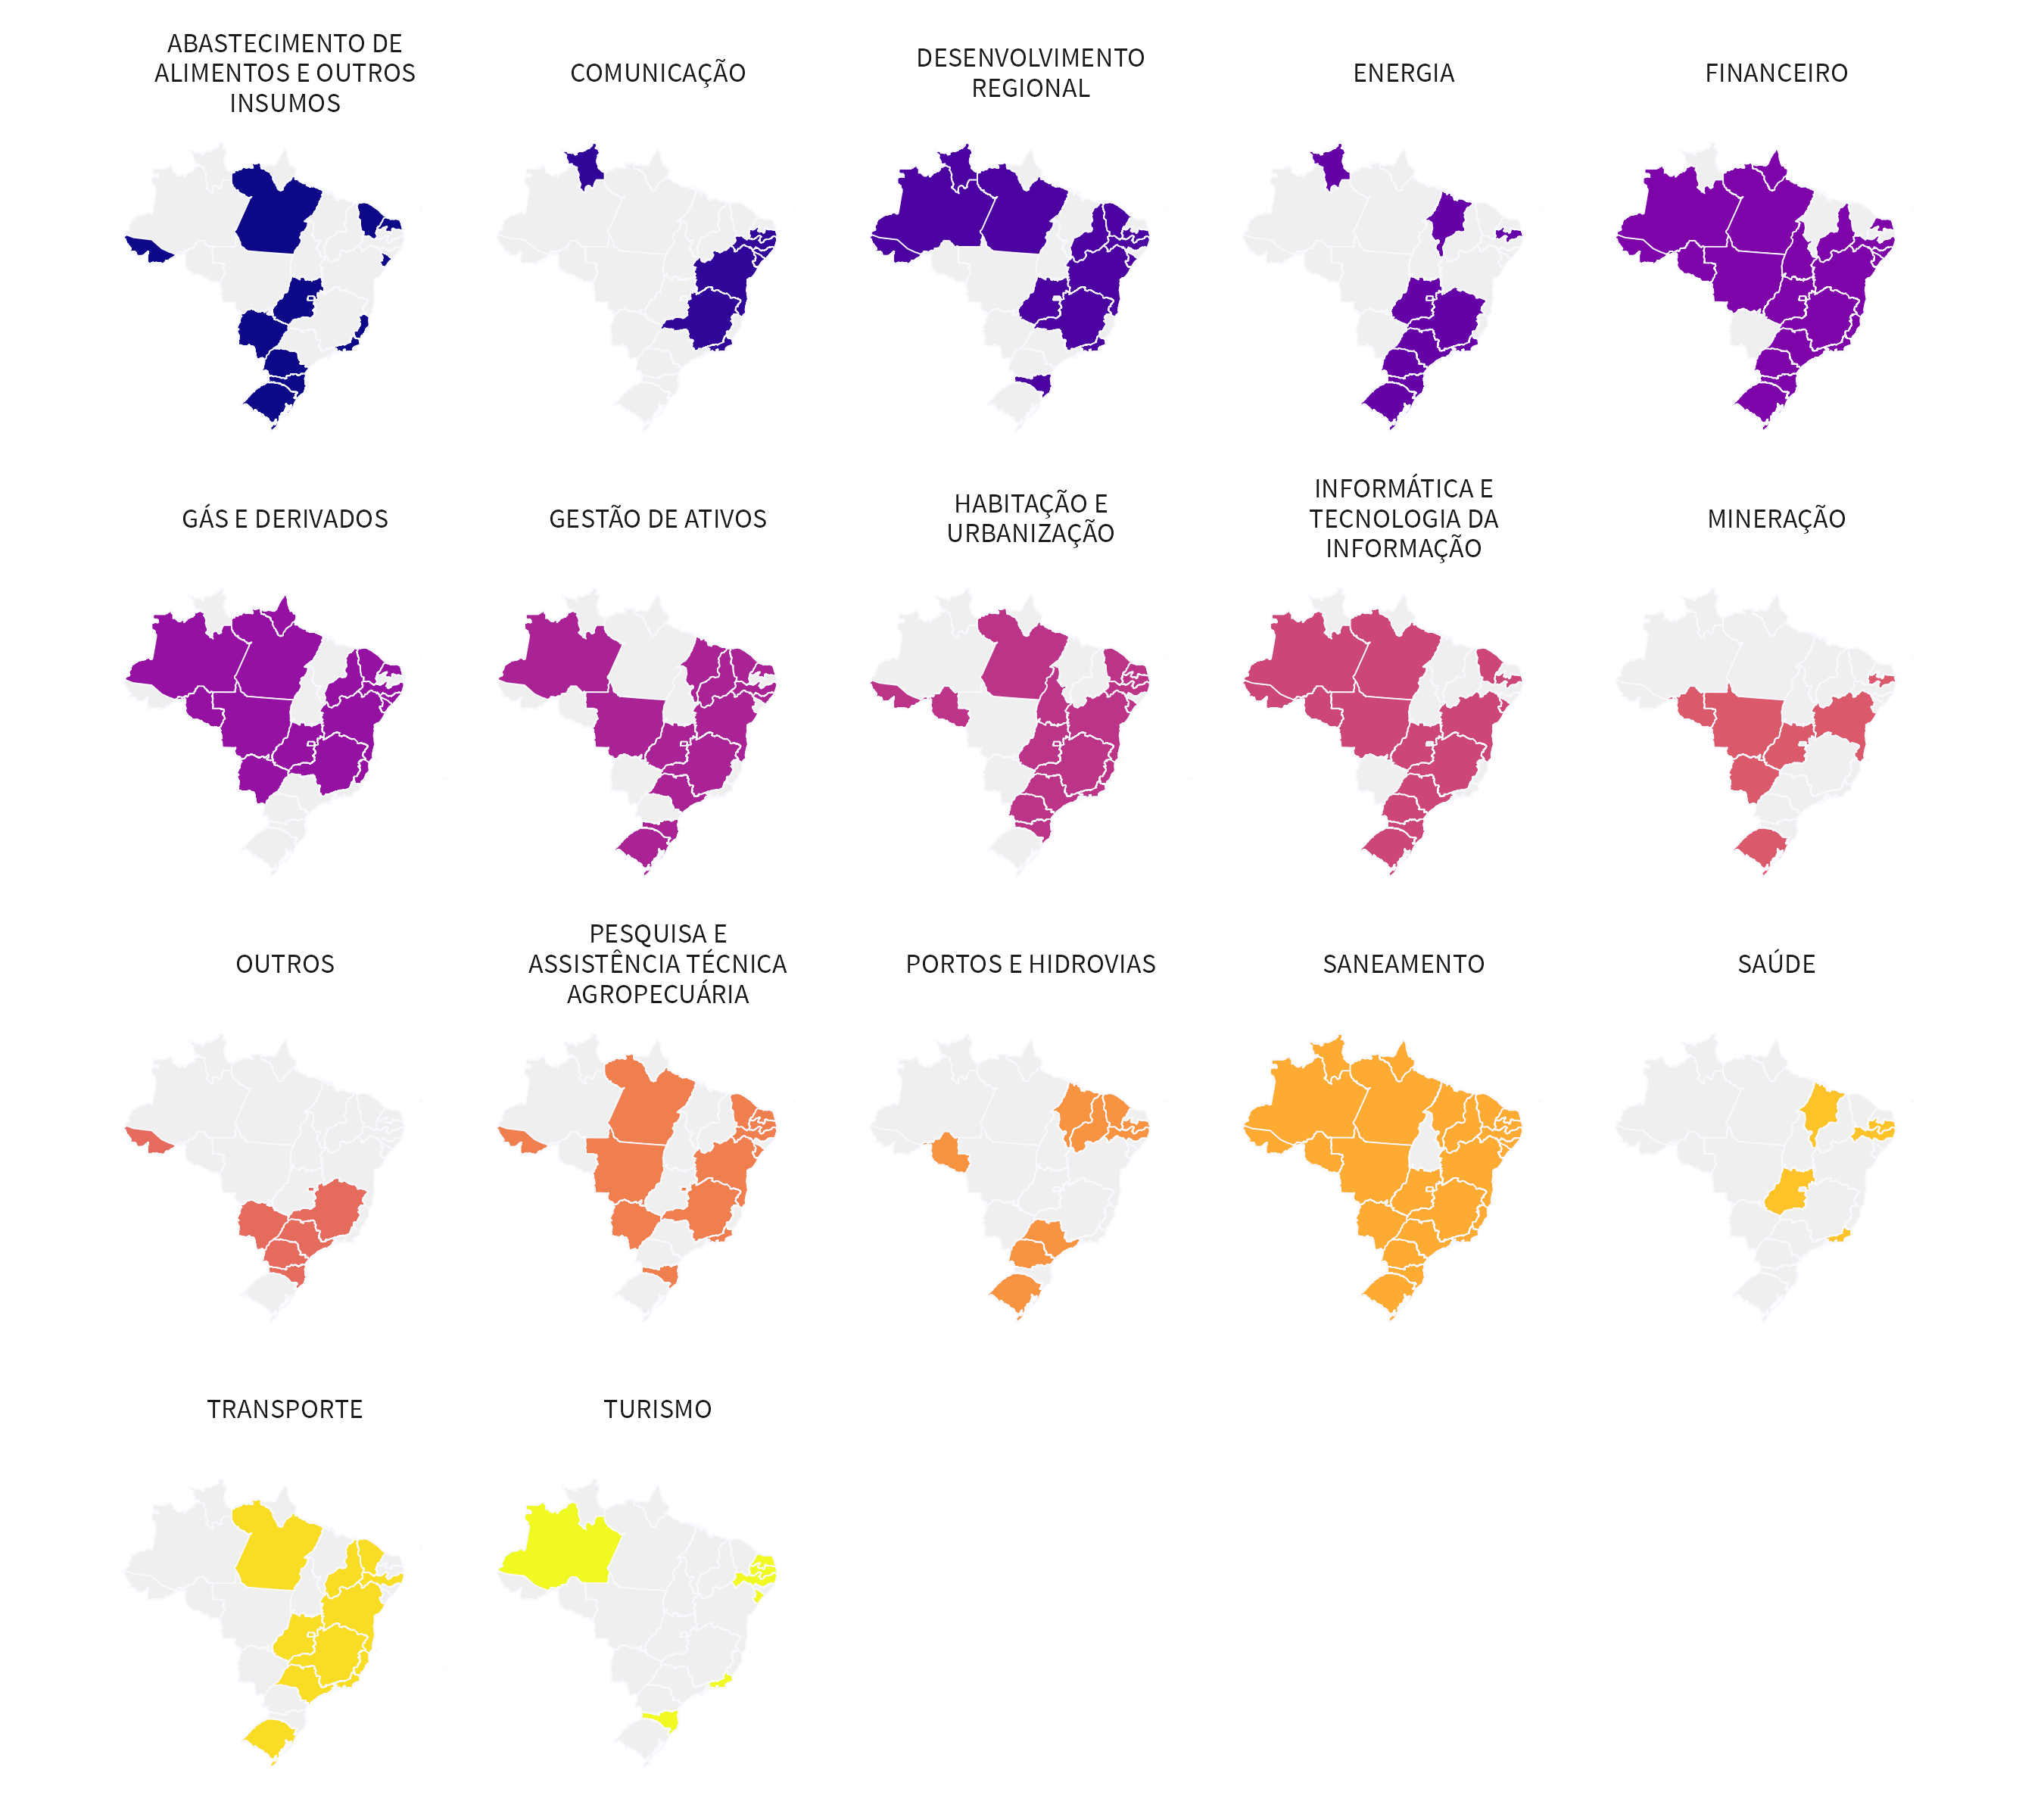 ABASTECIMENTO DE
ALIMENTOS E OUTROS
INSUMOS
COMUNICAÇÃO
DESENVOLVIMENTO
REGIONAL
ENERGIA
FINANCEIRO
GÁS E DERIVADOS
GESTÃO DE ATIVOS
HABITAÇÃO E
URBANIZAÇÃO
INFORMÁTICA E
TECNOLOGIA DA
INFORMAÇÃO
MINERAÇÃO
OUTROS
PESQUISA E
ASSISTÊNCIA TÉCNICA
AGROPECUÁRIA
PORTOS E HIDROVIAS
SANEAMENTO
SAÚDE
TRANSPORTE
TURISMO